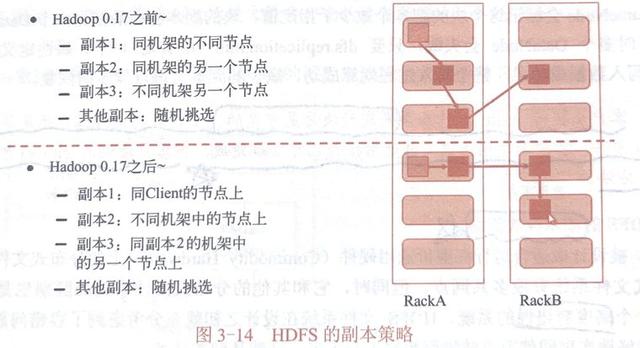 Hadoop 0.17之前:
副本1：同机架的不同节点
副本2：同机架的另一个节点
副本3：不同机架另一个节点
其他副本：随机挑选
Hadoop 0.17之后~
副本1：同Client的节点上
副本2：不同机架中的节点上
副本3：同副本2的机架中
的另一个节点上
其他副本：随机挑选
RackA
RackB
图 3-14 HDFS 的副本策略